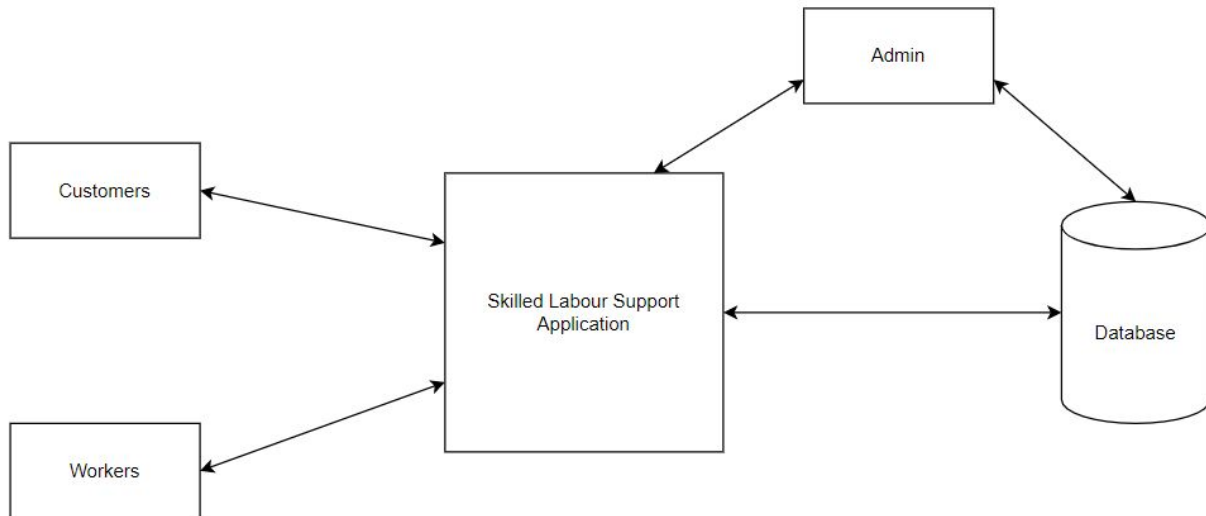 Admin
Customers
Skilled Labour Support
Application
Database
Workers